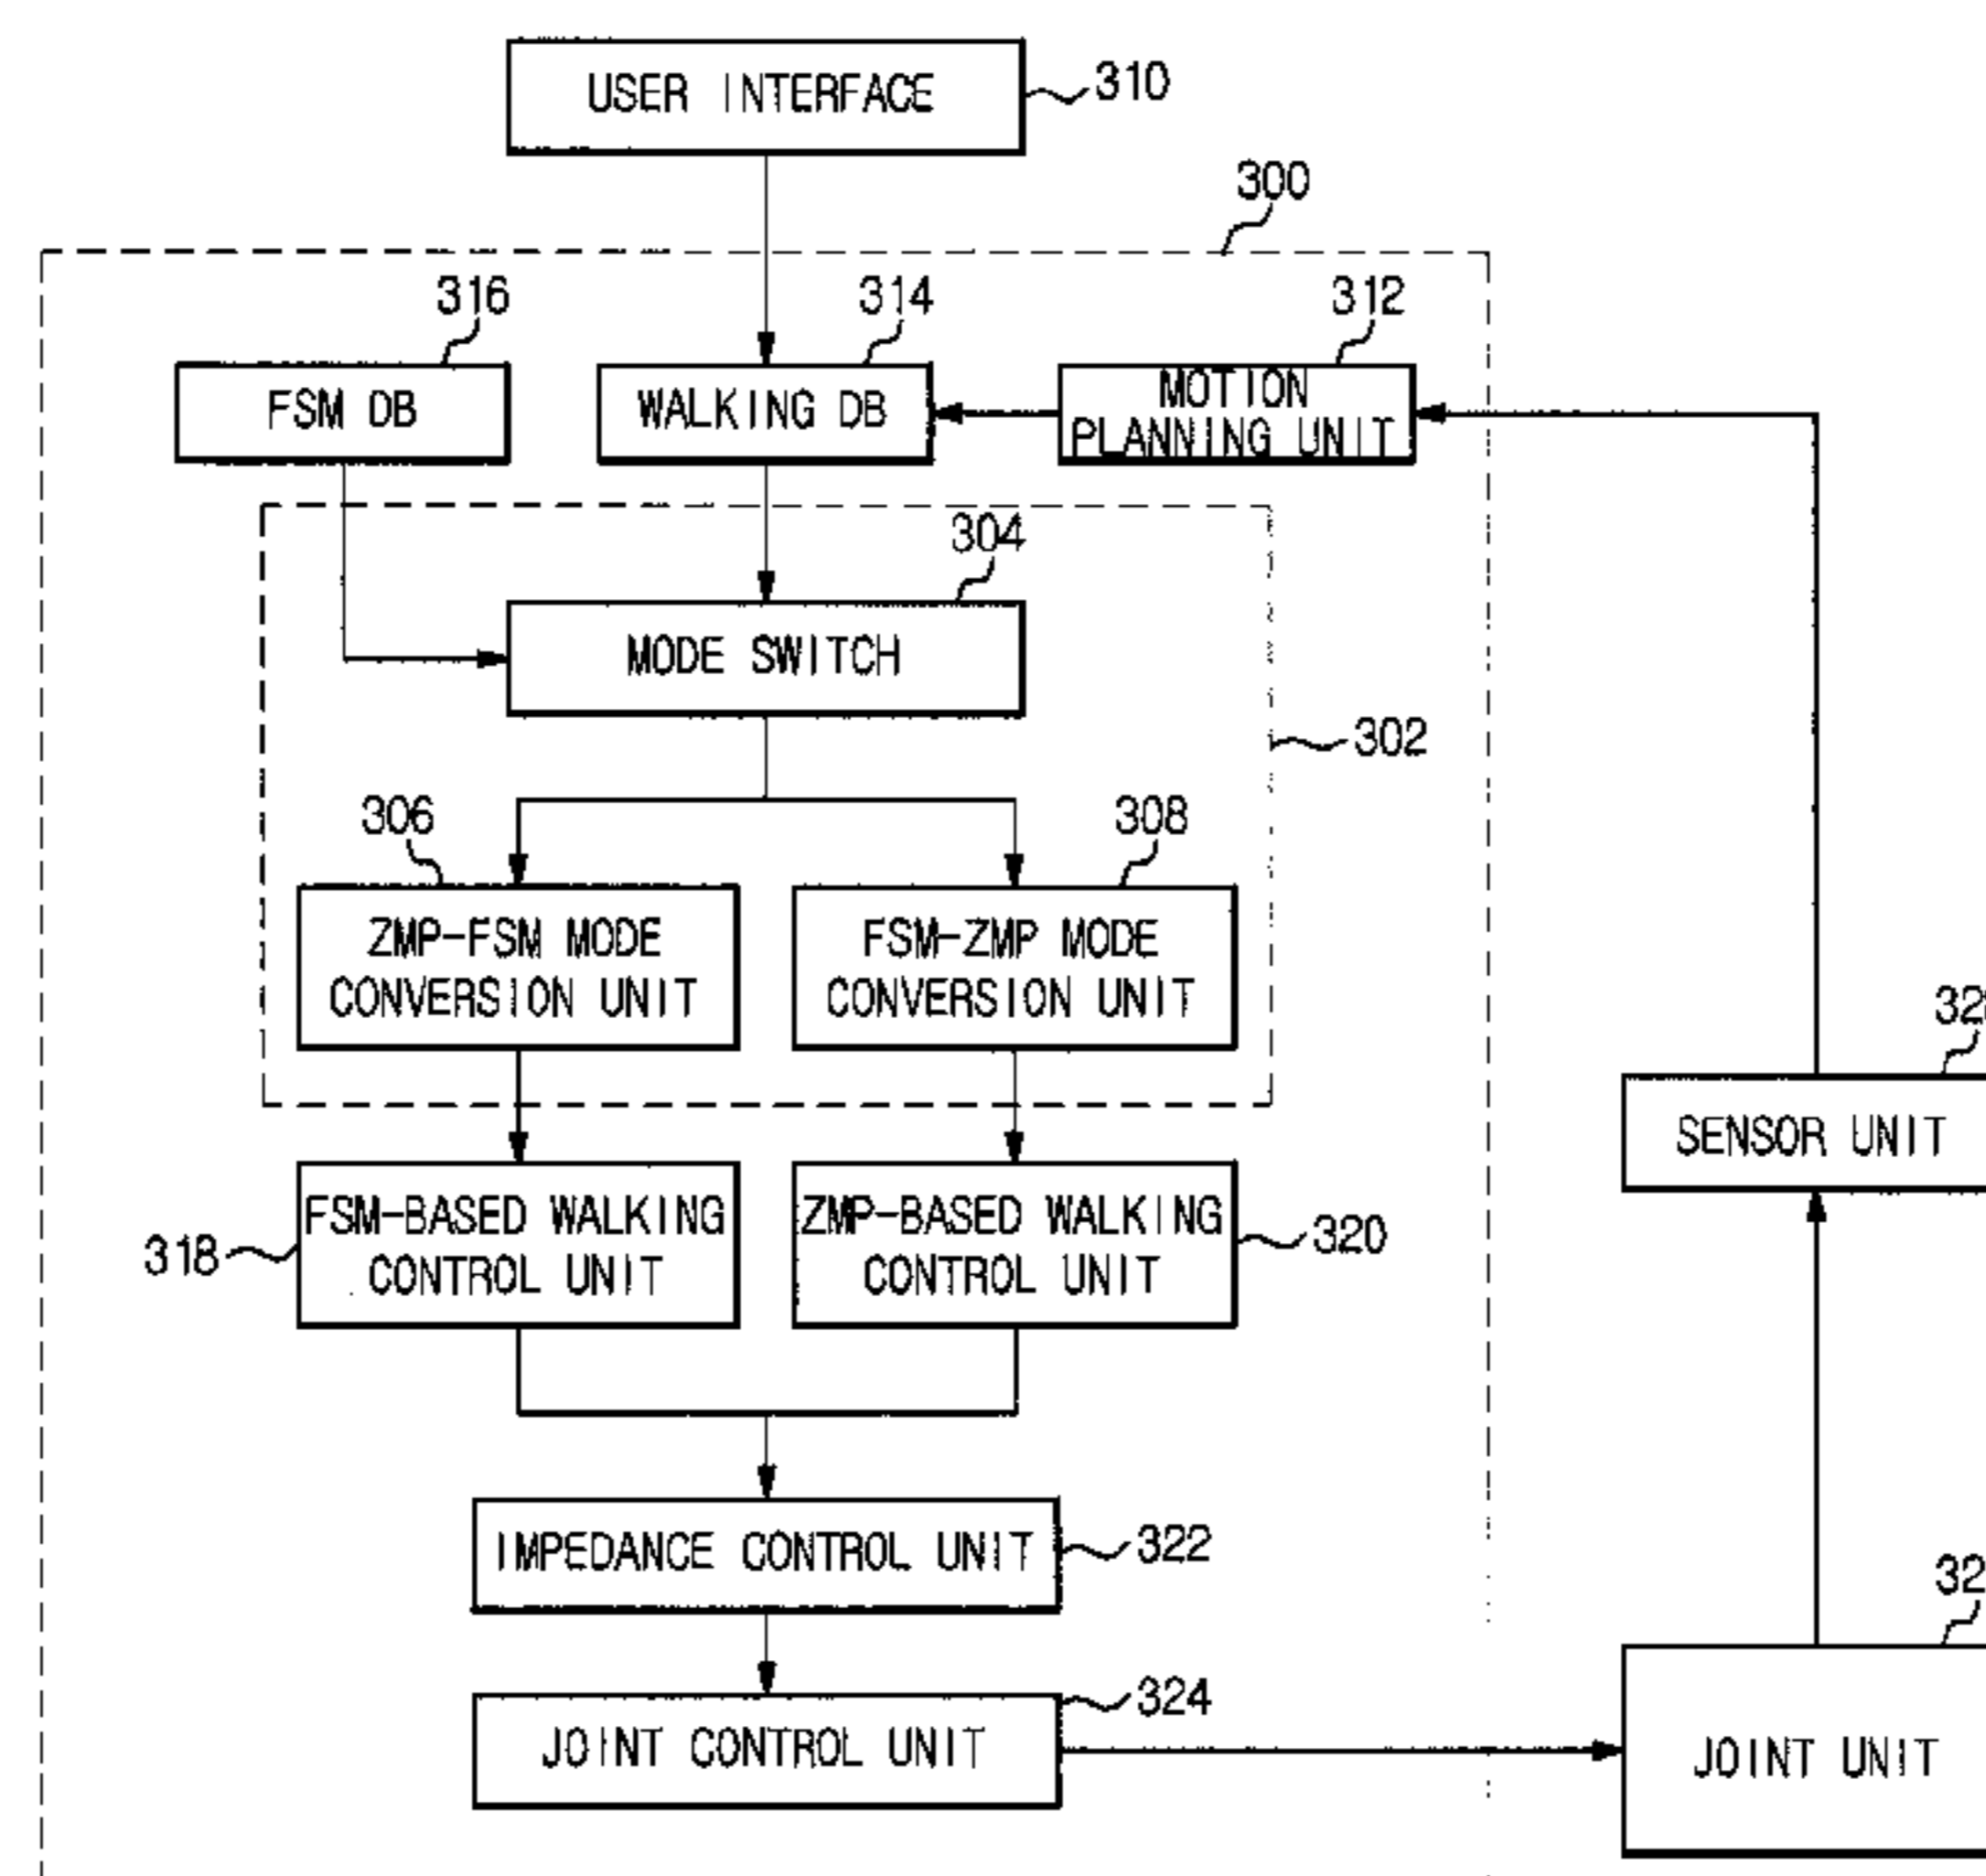 USER INTERFACE
310
300
316
314
312
FSM DB
WALKING DB
MOTION
PLANNING UNIT
304
MODE SWITCH
302
306
308
ZMP-FSM MODE
CONVERSION UNIT
FSM-ZMP MODE
CONVERSION UNIT
SENSOR UNIT
318
FSM-BASED WALKING
CONTROL UNIT
ZMP-BASED WALKING
CONTROL UNIT
320
IMPEDANCE CONTROL UNIT
322
324
JOINT CONTROL UNIT
JOINT UNIT